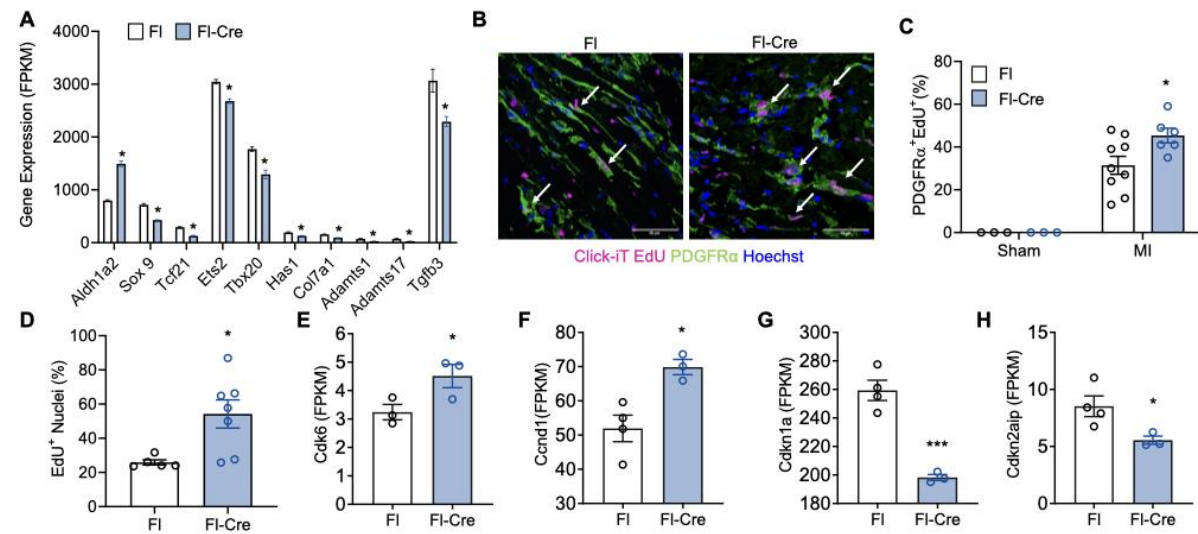 A
Gene Expression (FPKM)
4000
3000
2000
1000
0
Fl
Fl-Cre
*
*
*
*
*
*
*
*
*
*
Aldh1a2
Sox 9
Tcf21
Ets2
Tbx20
Has1
Col7a1
Adamts1
Adamts17
Tgfb3
B
Fl
Fl-Cre
Click-iT EdU PDGFRα Hoechst
C
PDGFRα+EdU+(%)
80
60
40
20
0
Fl
Fl-Cre
*
Sham
MI
D
EdU+ Nuclei (%)
100
80
60
40
20
0
*
Fl
Fl-Cre
E
Cdk6 (FPKM)
6
5
4
3
2
1
0
*
Fl
Fl-Cre
F
Ccnd1(FPKM)
80
70
60
50
40
30
*
Fl
Fl-Cre
G
Cdkn1a (FPKM)
300
280
260
240
220
200
180
***
Fl
Fl-Cre
H
Cdkn2aip (FPKM)
15
10
5
0
*
Fl
Fl-Cre